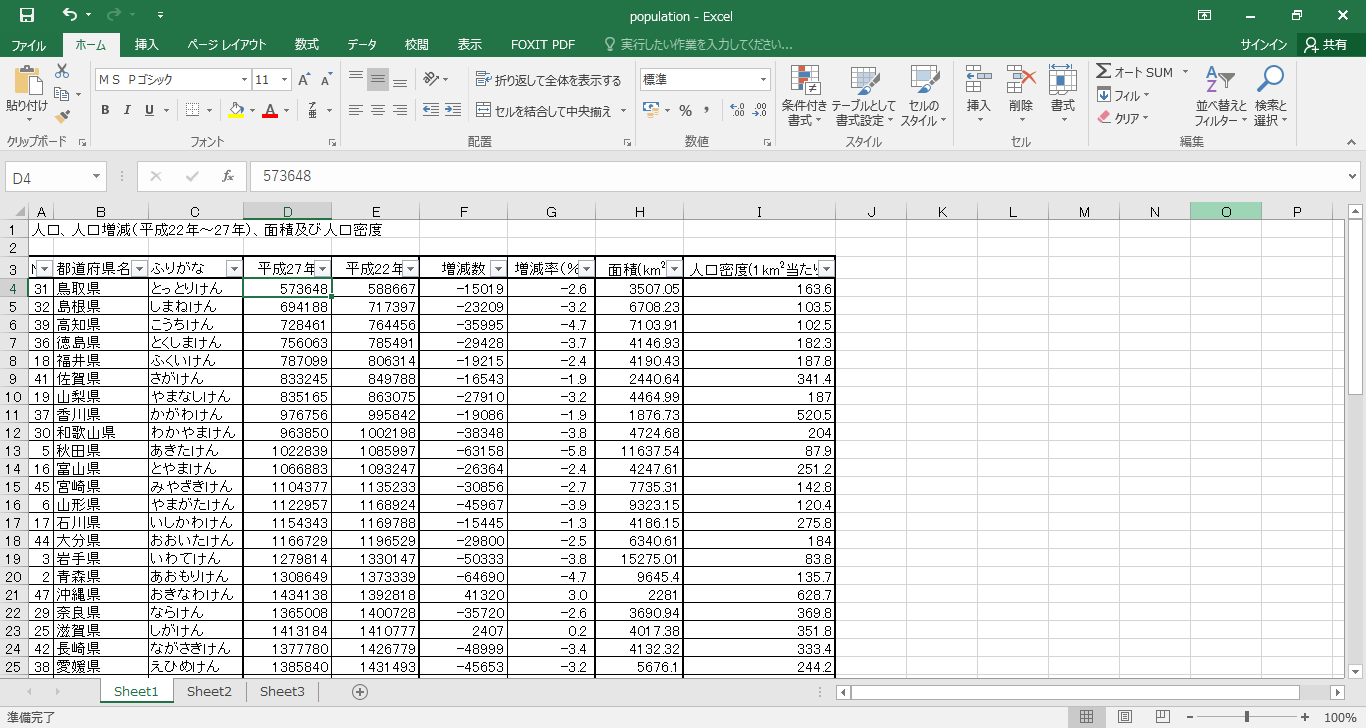 population - Excel
ファイル ホーム 挿入 ページ レイアウト 数式 データ 校閲 表示 FOXIT PDF 実行したい作業を入力してください... サインイン 共有
貼り付け
ＭＳ Ｐゴシック 11
B I U
折り返して全体を表示する
セルを結合して中央揃え
標準
% ,
条件付き書式 テーブルとして書式設定 セルのスタイル
挿入 削除 書式
オート SUM
フィル
クリア
並べ替えとフィルター 検索と選択
クリップボード フォント 配置 数値 スタイル セル 編集
D4 fx 573648
A B C D E F G H I J K L M N O P
1 人口、人口増減（平成22年～27年）、面積及び人口密度
2
3 都道府県名 ふりがな 平成27年 平成22年 増減数 増減率(% 面積(km² 人口密度(1km²当たり
4 31 鳥取県 とっとりけん 573648 588667 -15019 -2.6 3507.05 163.6
5 32 島根県 しまねけん 694188 717397 -23209 -3.2 6708.23 103.5
6 39 高知県 こうちけん 728461 764456 -35995 -4.7 7103.91 102.5
7 36 徳島県 とくしまけん 756063 785491 -29428 -3.7 4146.93 182.3
8 18 福井県 ふくいけん 787099 806314 -19215 -2.4 4190.43 187.8
9 41 佐賀県 さがけん 833245 849788 -16543 -1.9 2440.64 341.4
10 19 山梨県 やまなしけん 835165 863075 -27910 -3.2 4464.99 187
11 37 香川県 かがわけん 976756 995842 -19086 -1.9 1876.73 520.5
12 30 和歌山県 わかやまけん 963850 1002198 -38348 -3.8 4724.68 204
13 5 秋田県 あきたけん 1022839 1085997 -63158 -5.8 11637.54 87.9
14 16 富山県 とやまけん 1066883 1093247 -26364 -2.4 4247.61 251.2
15 45 宮崎県 みやざきけん 1104377 1135233 -30856 -2.7 7735.31 142.8
16 6 山形県 やまがたけん 1122957 1168924 -45967 -3.9 9323.15 120.4
17 17 石川県 いしかわけん 1154343 1169788 -15445 -1.3 4186.15 275.8
18 44 大分県 おおいたけん 1166729 1196529 -29800 -2.5 6340.61 184
19 3 岩手県 いわてけん 1279814 1330147 -50333 -3.8 15275.01 83.8
20 2 青森県 あおもりけん 1308649 1373339 -64690 -4.7 9645.4 135.7
21 47 沖縄県 おきなわけん 1434138 1392818 41320 3.0 2281 628.7
22 29 奈良県 ならけん 1365008 1400728 -35720 -2.6 3690.94 369.8
23 25 滋賀県 しがけん 1413184 1410777 2407 0.2 4017.38 351.8
24 42 長崎県 ながさきけん 1377780 1426779 -48999 -3.4 4132.32 333.4
25 38 愛媛県 えひめけん 1385840 1431493 -45653 -3.2 5676.1 244.2
Sheet1 Sheet2 Sheet3
準備完了 100%